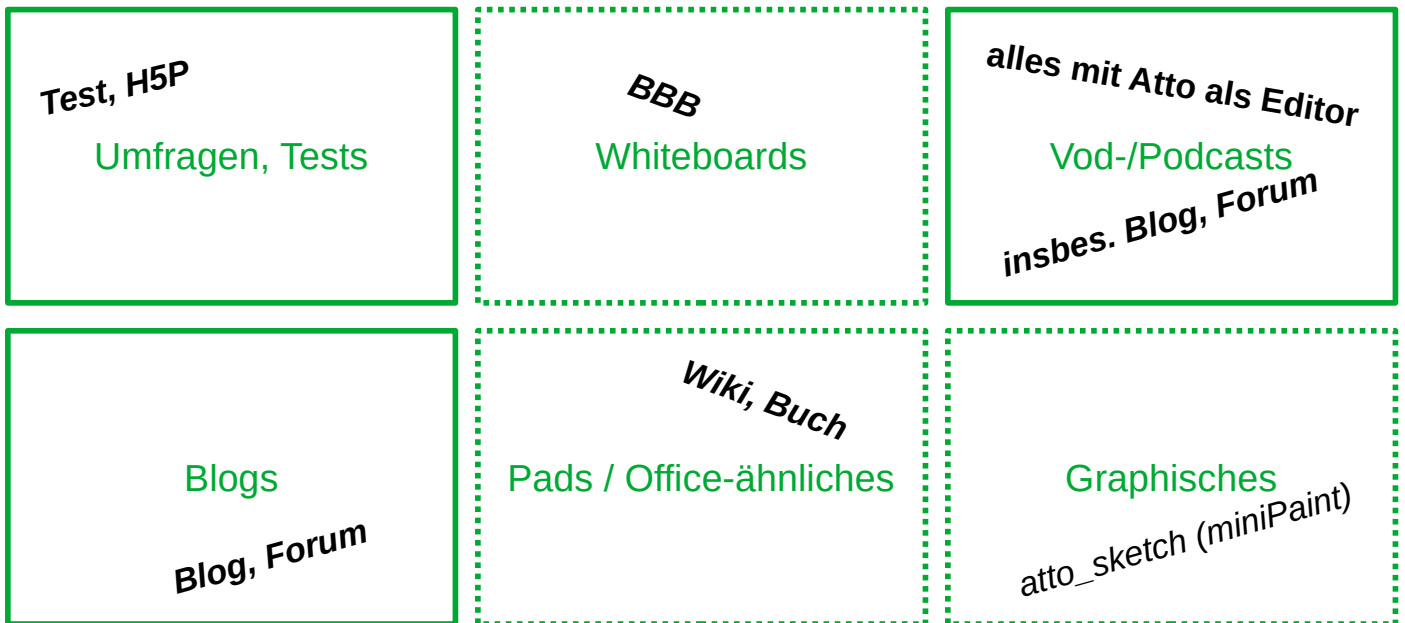 Test, H5P
Umfragen, Tests
BBB
Whiteboards
alles mit Atto als Editor
Vod-/Podcasts
insbes. Blog, Forum
Blogs
Blog, Forum
Wiki, Buch
Pads / Office-ähnliches
Graphisches
atto_sketch (miniPaint)